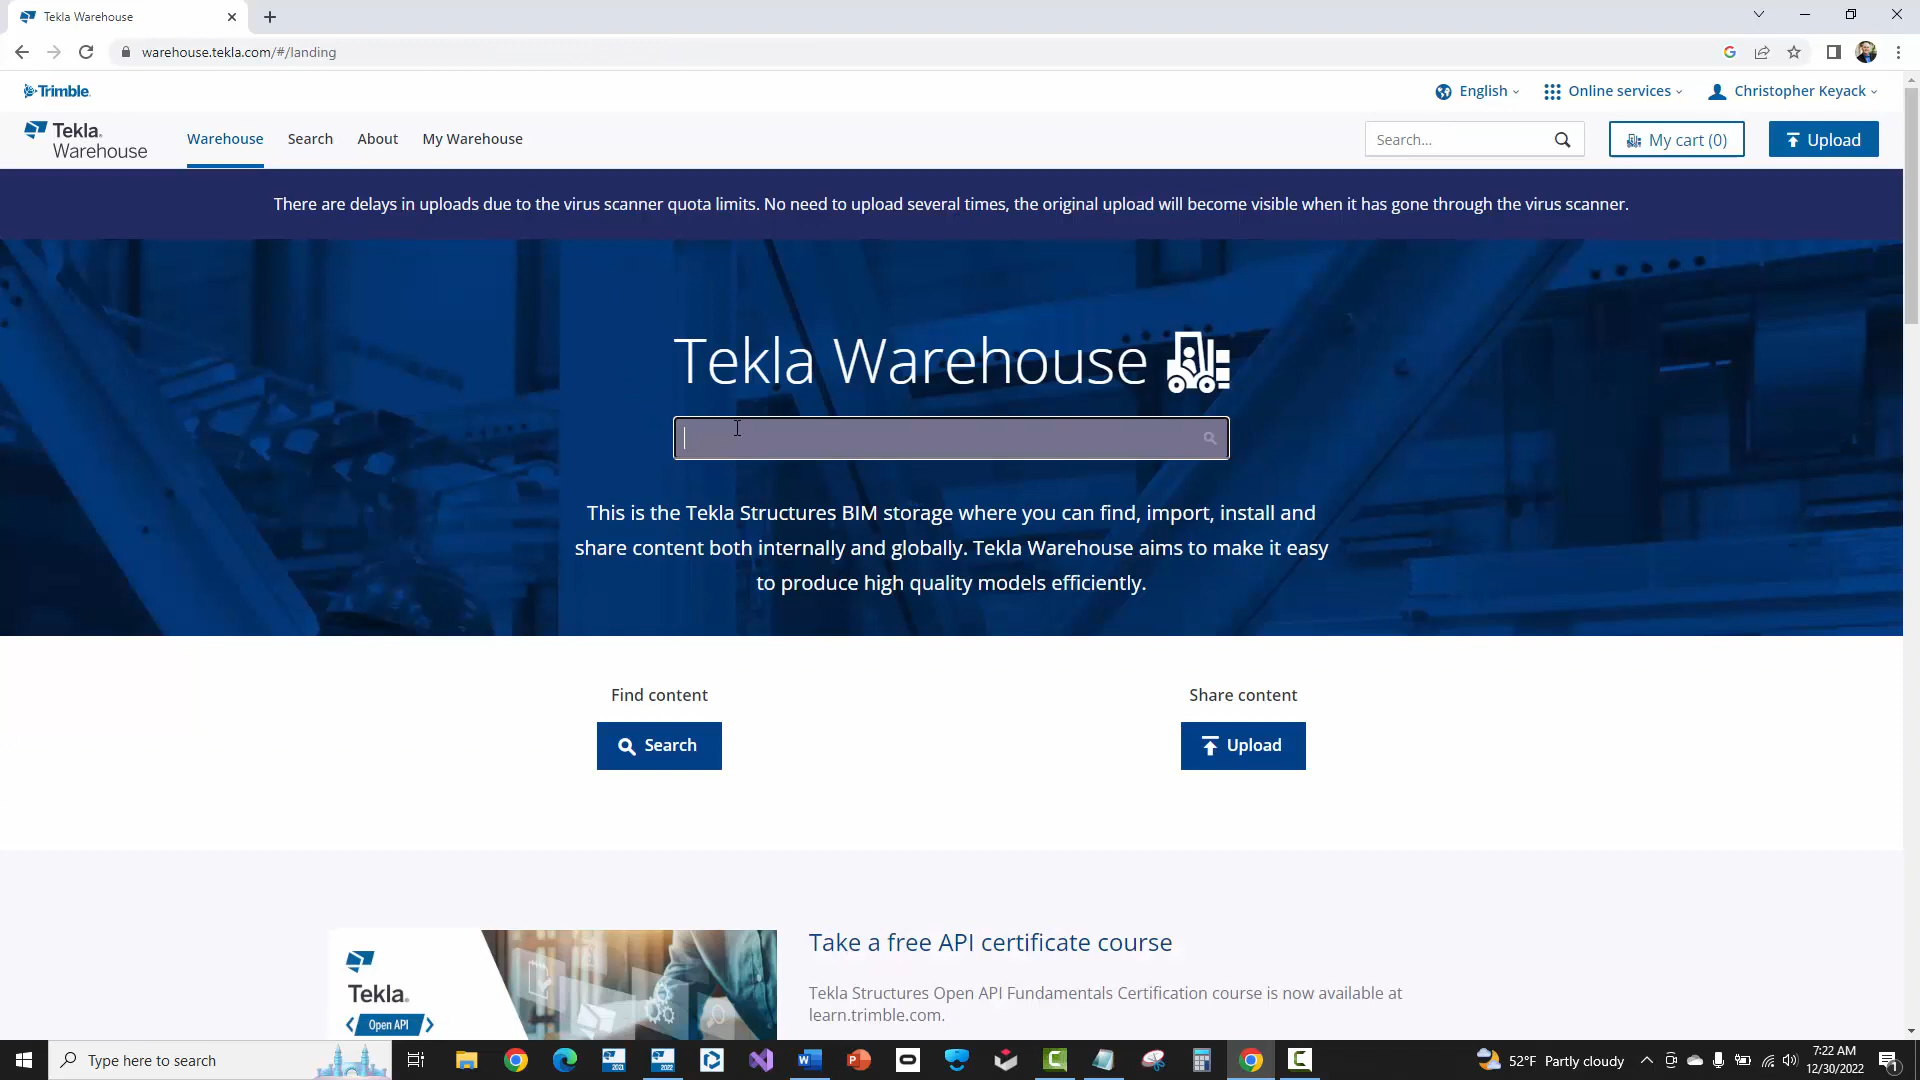 Tekla Warehouse
warehouse.tekla.com/#/landing
Trimble
English
Online services
Christopher Keyack
Tekla
Warehouse
Warehouse
Search
About
My Warehouse
Search...
My cart (0)
Upload
There are delays in uploads due to the virus scanner quota limits. No need to upload several times, the original upload will become visible when it has gone through the virus scanner.
Tekla Warehouse
This is the Tekla Structures BIM storage where you can find, import, install and
share content both internally and globally. Tekla Warehouse aims to make it easy
to produce high quality models efficiently.
Find content
Share content
Search
Upload
Take a free API certificate course
Tekla Structures Open API Fundamentals Certification course is now available at
learn.trimble.com.
Tekla
Open API
Type here to search
2021
2022
52°F Partly cloudy
7:22 AM
12/30/2022
1